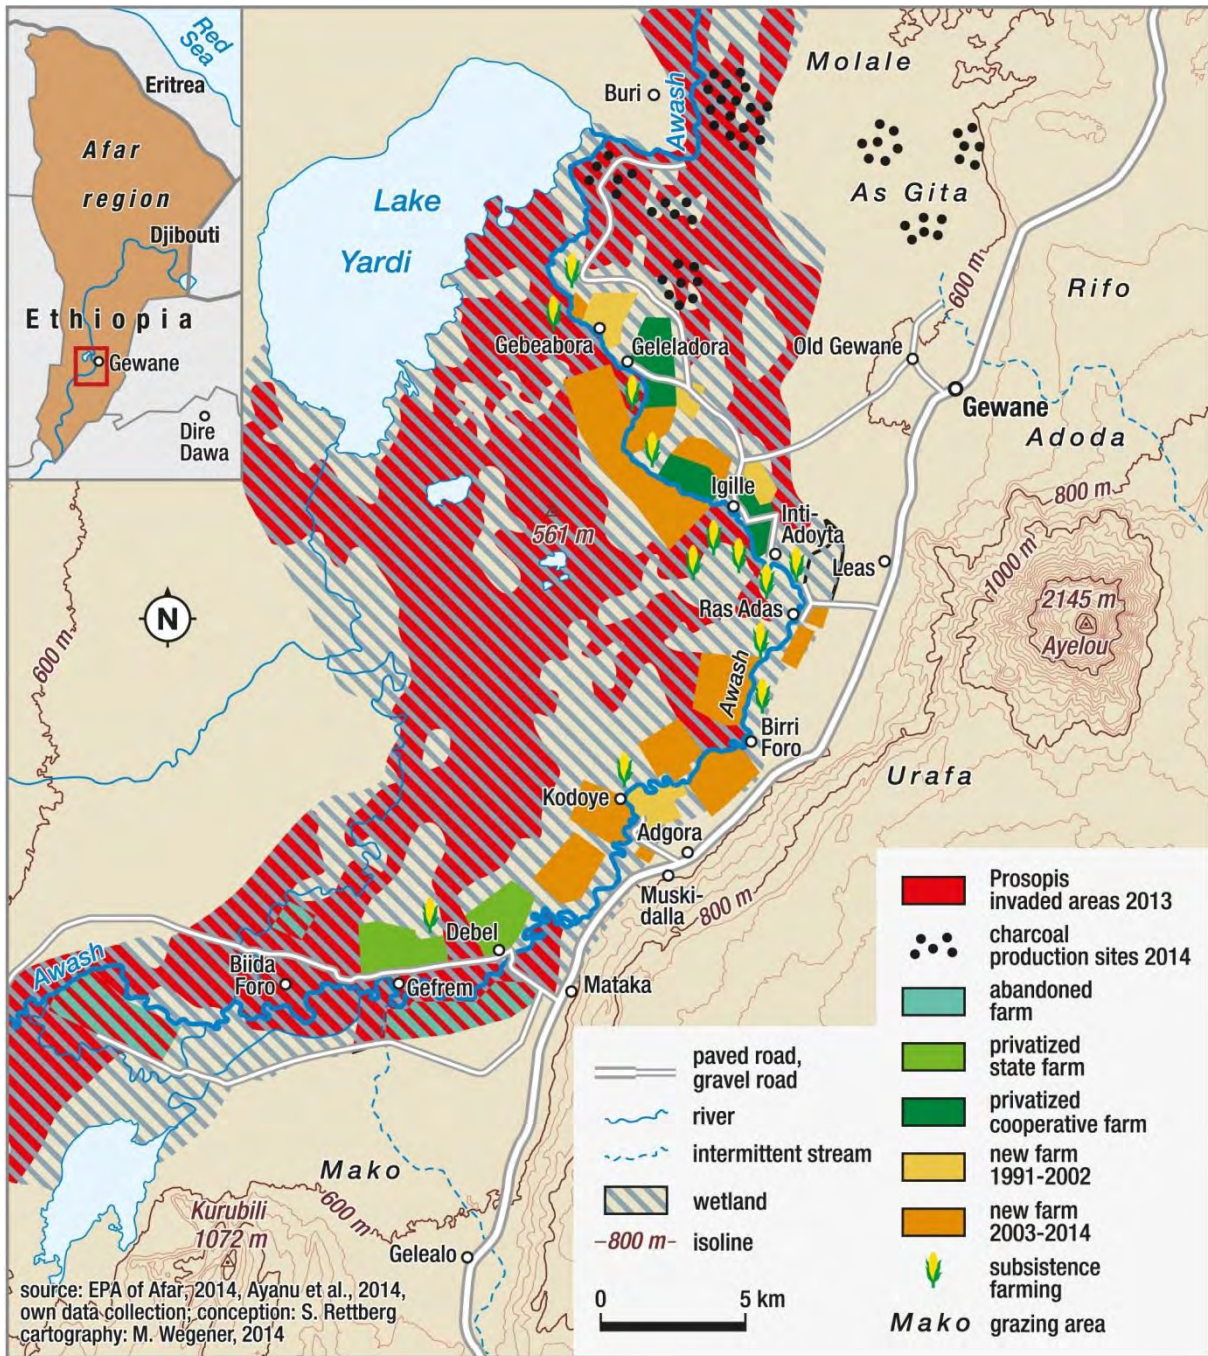 Red
Sea
Eritrea
Afar
region
Djibouti
Ethiopia
Gewane
Dire
Dawa
Molale
Buri
Awash
As Gita
Lake
Yardi
600 m
Rifo
Gebeabora
Geleladora
Old Gewane
Gewane
Adoda
800 m
Igille
561 m
Inti-
Adoyta
Leas
1000 m
2145 m
Ayelou
Ras Adas
N
600 m
Awash
Birri
Foro
Urafa
Kodoye
Adgora
Muski-
dalla
800 m
Debel
Awash
Biida
Foro
Gefrem
Mataka
Mako
600 m
Kurubili
1072 m
Gelealo
source: EPA of Afar, 2014, Ayanu et al., 2014,
own data collection; conception: S. Rettberg
cartography: M. Wegener, 2014
paved road,
gravel road
river
intermittent stream
wetland
800 m
isoline
0
5 km
Prosopis
invaded areas 2013
charcoal
production sites 2014
abandoned
farm
privatized
state farm
privatized
cooperative farm
new farm
1991-2002
new farm
2003-2014
subsistence
farming
Mako
grazing area